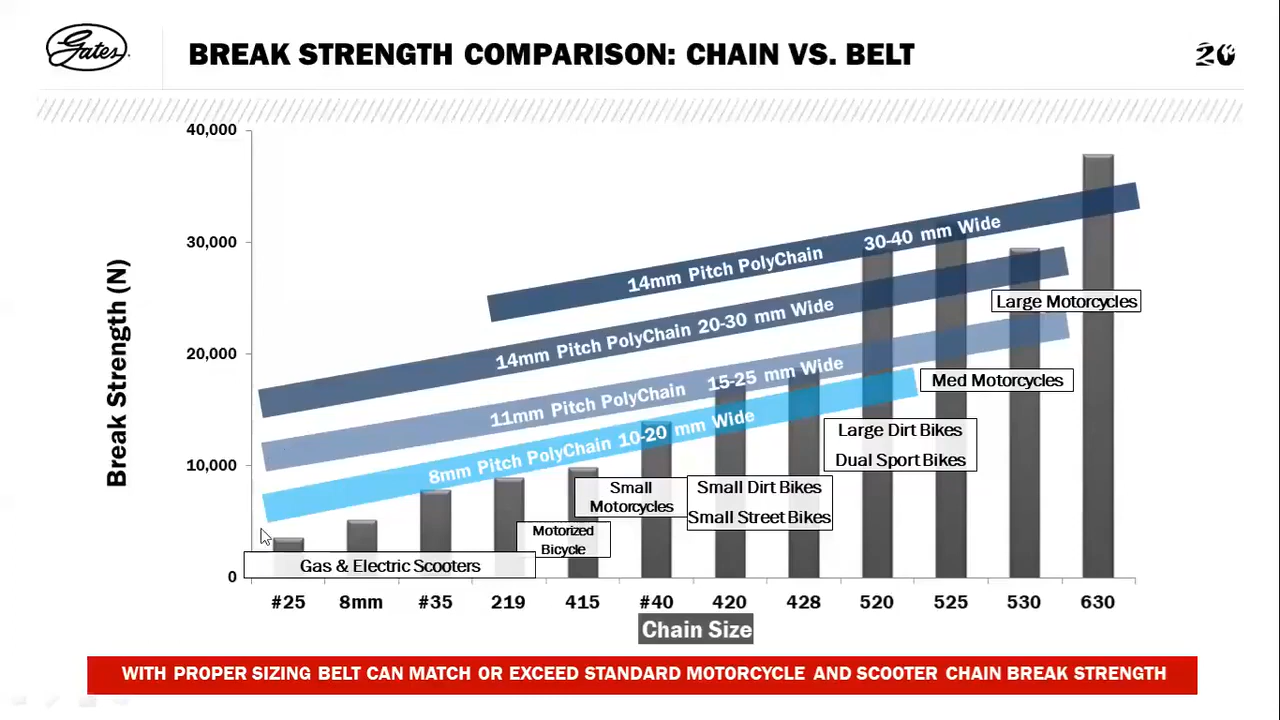 Gates
BREAK STRENGTH COMPARISON: CHAIN VS. BELT
Break Strength (N)
40,000
30,000
20,000
10,000
0
14mm Pitch PolyChain 30-40 mm Wide
14mm Pitch PolyChain 20-30 mm Wide
11mm Pitch PolyChain 15-25 mm Wide
8mm Pitch PolyChain 10-20 mm Wide
Large Motorcycles
Med Motorcycles
Large Dirt Bikes
Dual Sport Bikes
Small Dirt Bikes
Small Street Bikes
Small
Motorcycles
Motorized
Bicycle
Gas & Electric Scooters
#25 8mm #35 219 415 #40 420 428 520 525 530 630
Chain Size
WITH PROPER SIZING BELT CAN MATCH OR EXCEED STANDARD MOTORCYCLE AND SCOOTER CHAIN BREAK STRENGTH